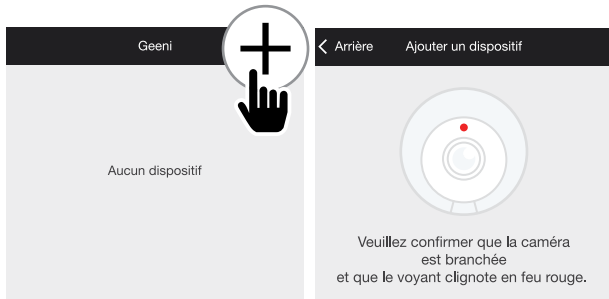 Geeni
Aucun dispositif
Arrière
Ajouter un dispositif
Veuillez confirmer que la caméra
est branchée
et que le voyant clignote en feu rouge.